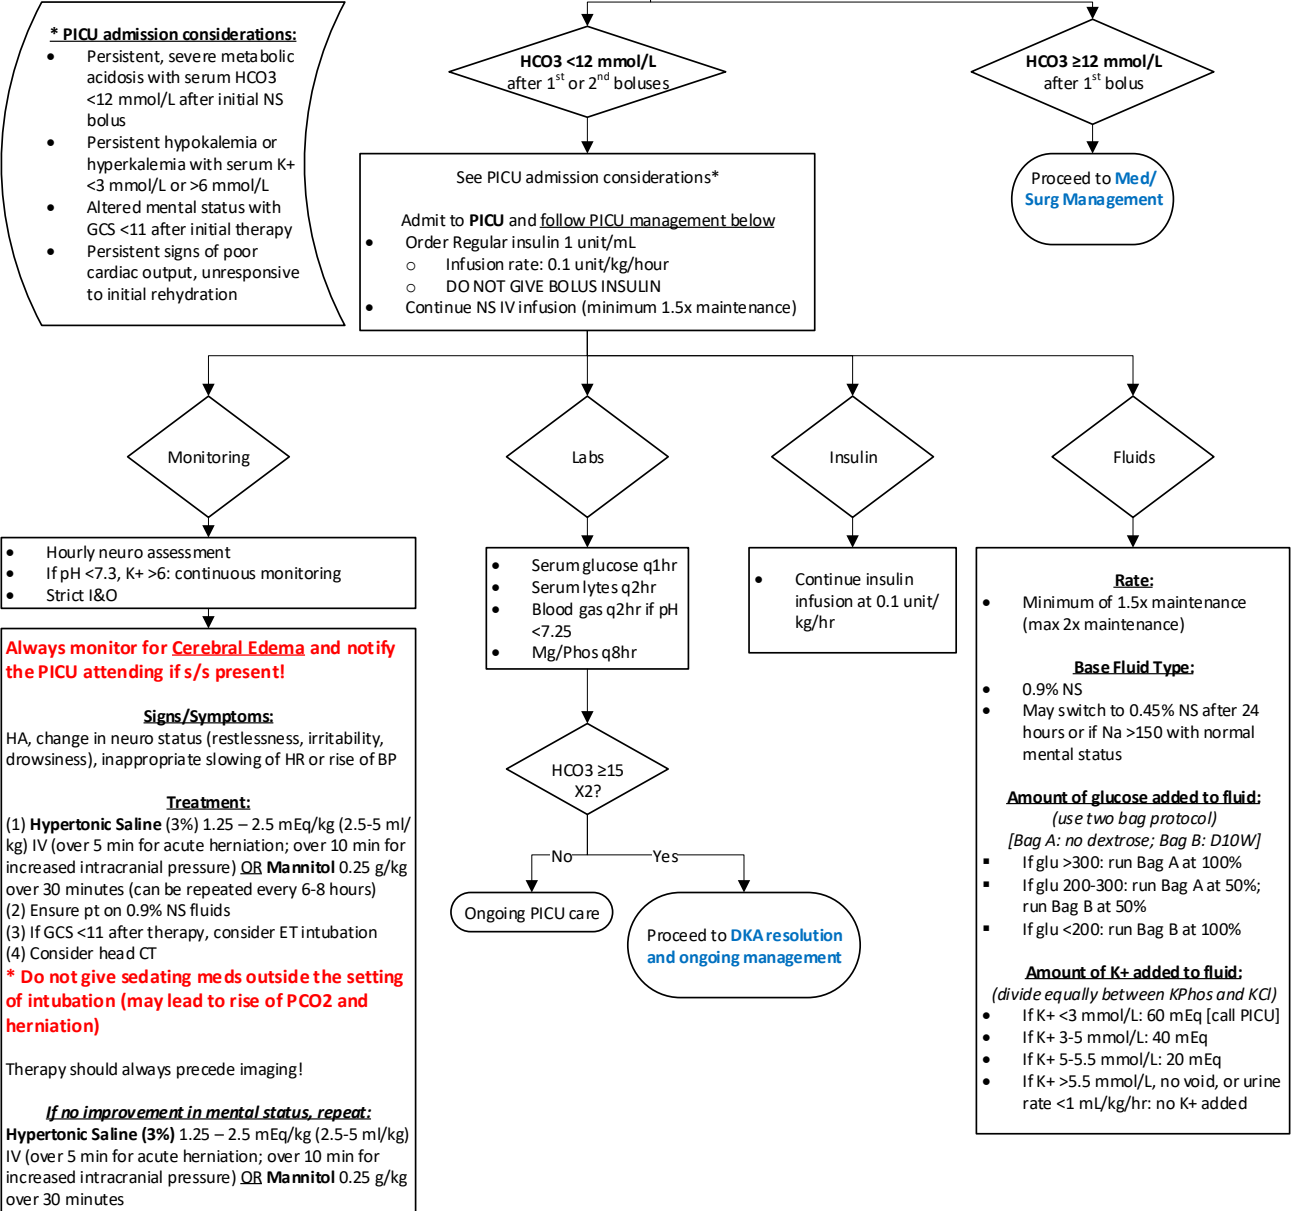 * PICU admission considerations:
• Persistent, severe metabolic
acidosis with serum HCO3
<12 mmol/L after initial NS
bolus
• Persistent hypokalemia or
hyperkalemia with serum K+
<3 mmol/L or >6 mmol/L
• Altered mental status with
GCS <11 after initial therapy
• Persistent signs of poor
cardiac output, unresponsive
to initial rehydration
HCO3 <12 mmol/L
after 1st or 2nd boluses
HCO3 ≥12 mmol/L
after 1st bolus
See PICU admission considerations*
Admit to PICU and follow PICU management below
• Order Regular insulin 1 unit/mL
o Infusion rate: 0.1 unit/kg/hour
o DO NOT GIVE BOLUS INSULIN
• Continue NS IV infusion (minimum 1.5x maintenance)
Proceed to Med/
Surg Management
Monitoring
Labs
Insulin
Fluids
• Hourly neuro assessment
• If pH <7.3, K+ >6: continuous monitoring
• Strict I&O
Always monitor for Cerebral Edema and notify
the PICU attending if s/s present!
Signs/Symptoms:
HA, change in neuro status (restlessness, irritability,
drowsiness), inappropriate slowing of HR or rise of BP
Treatment:
(1) Hypertonic Saline (3%) 1.25 – 2.5 mEq/kg (2.5-5 ml/
kg) IV (over 5 min for acute herniation; over 10 min for
increased intracranial pressure) OR Mannitol 0.25 g/kg
over 30 minutes (can be repeated every 6-8 hours)
(2) Ensure pt on 0.9% NS fluids
(3) If GCS <11 after therapy, consider ET intubation
(4) Consider head CT
* Do not give sedating meds outside the setting
of intubation (may lead to rise of PCO2 and
herniation)
Therapy should always precede imaging!
If no improvement in mental status, repeat:
Hypertonic Saline (3%) 1.25 – 2.5 mEq/kg (2.5-5 ml/kg)
IV (over 5 min for acute herniation; over 10 min for
increased intracranial pressure) OR Mannitol 0.25 g/kg
over 30 minutes
• Serum glucose q1hr
• Serum lytes q2hr
• Blood gas q2hr if pH
<7.25
• Mg/Phos q8hr
HCO3 ≥15
X2?
No
Yes
Ongoing PICU care
Proceed to DKA resolution
and ongoing management
• Continue insulin
infusion at 0.1 unit/
kg/hr
Rate:
• Minimum of 1.5x maintenance
(max 2x maintenance)
Base Fluid Type:
• 0.9% NS
• May switch to 0.45% NS after 24
hours or if Na >150 with normal
mental status
Amount of glucose added to fluid:
(use two bag protocol)
[Bag A: no dextrose; Bag B: D10W]
▪ If glu >300: run Bag A at 100%
▪ If glu 200-300: run Bag A at 50%;
run Bag B at 50%
▪ If glu <200: run Bag B at 100%
Amount of K+ added to fluid:
(divide equally between KPhos and KCl)
• If K+ <3 mmol/L: 60 mEq [call PICU]
• If K+ 3-5 mmol/L: 40 mEq
• If K+ 5-5.5 mmol/L: 20 mEq
• If K+ >5.5 mmol/L, no void, or urine
rate <1 mL/kg/hr: no K+ added